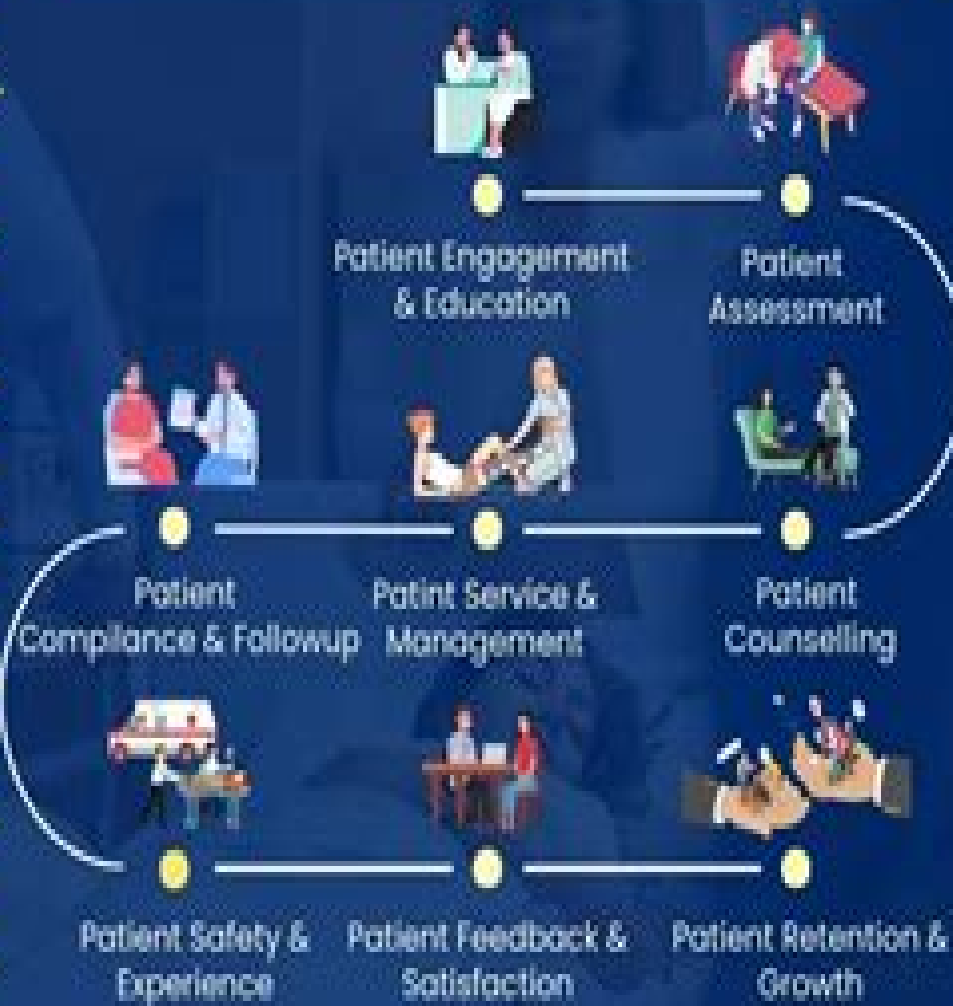 Patient Engagement
& Education
Patient
Assessment
Patient
Compliance & Followup
Patint Service &
Management
Patient
Counselling
Patient Safety &
Experience
Patient Feedback &
Satisfaction
Patient Retention &
Growth